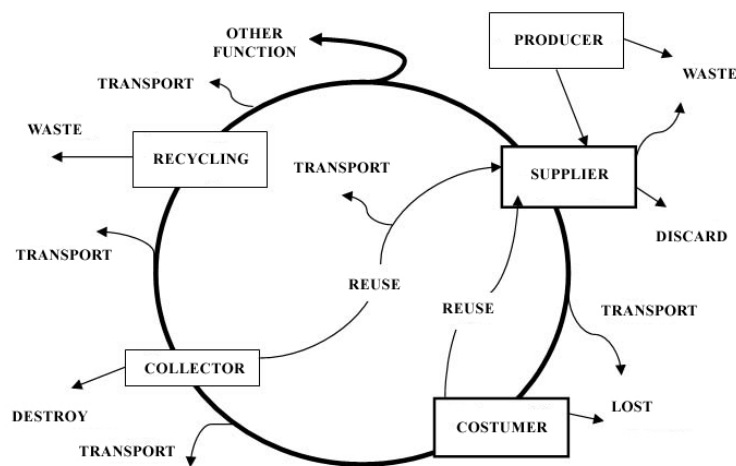 OTHER
FUNCTION
PRODUCER
WASTE
TRANSPORT
WASTE
RECYCLING
TRANSPORT
SUPPLIER
DISCARD
TRANSPORT
REUSE
REUSE
TRANSPORT
COLLECTOR
DESTROY
LOST
COSTUMER
TRANSPORT